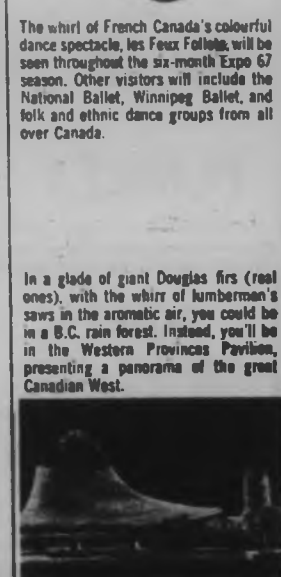 The whirl of French Canada's colourful
dance spectacle, les Feux Follets, will be
seen throughout the six-month Expo 67
season. Other visitors will include the
National Ballet, Winnipeg Ballet, and
folk and ethnic dance groups from all
over Canada.
In a glade of giant Douglas firs (real
ones), with the whirr of lumbermen's
saws in the aromatic air, you could be
in a B.C. rain forest. Instead, you'll be
in the Western Provinces Pavilion,
presenting a panorama of the great
Canadian West.